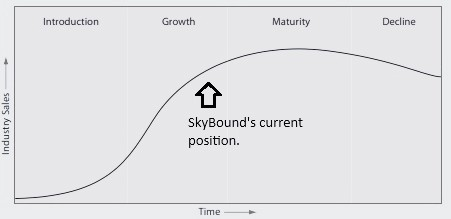 Introduction
Growth
Maturity
Decline
Industry Sales
SkyBound's current
position.
Time